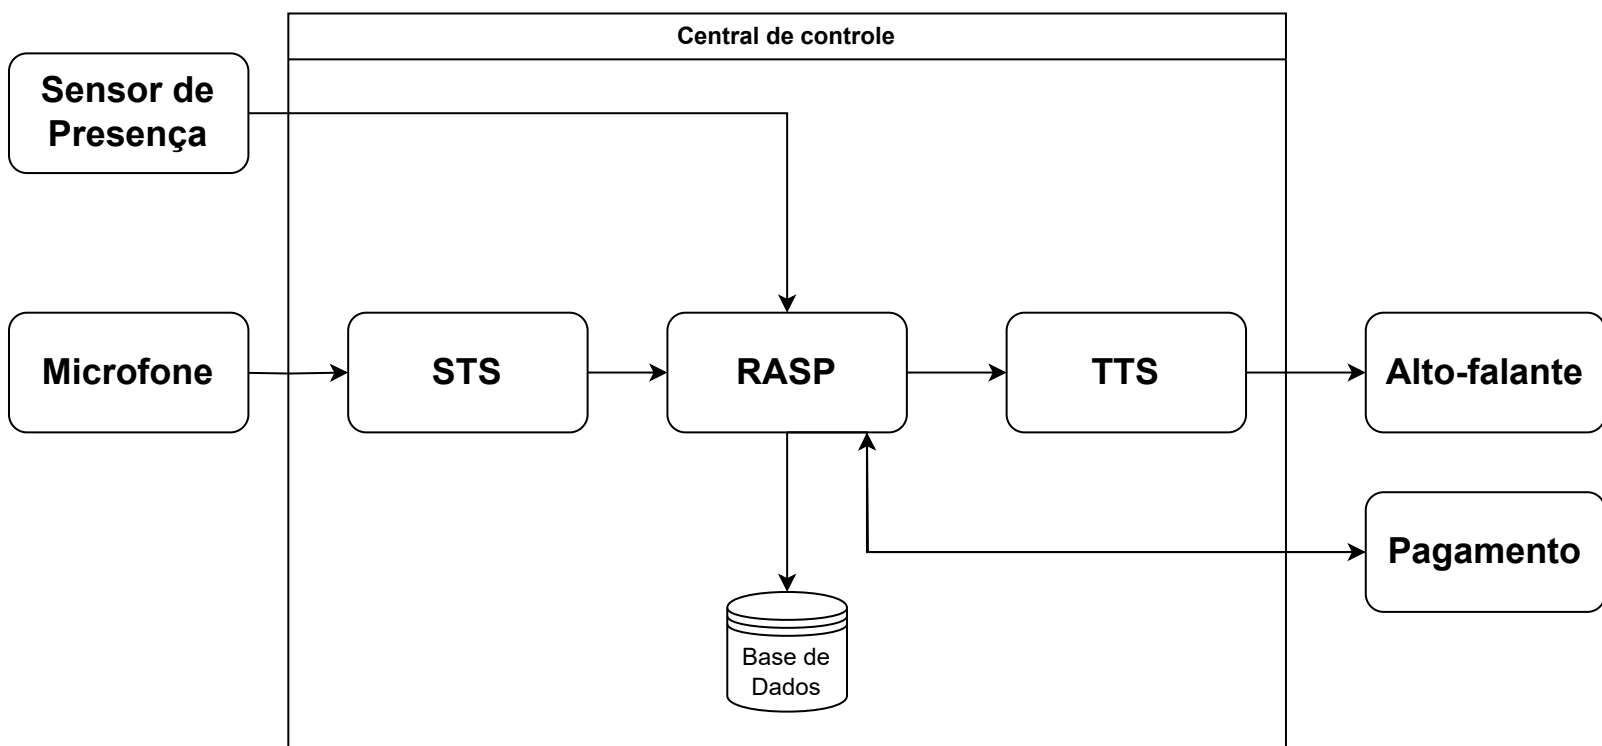 Central de controle
Sensor de
Presença
Microfone
STS
RASP
TTS
Alto-falante
Pagamento
Base de
Dados